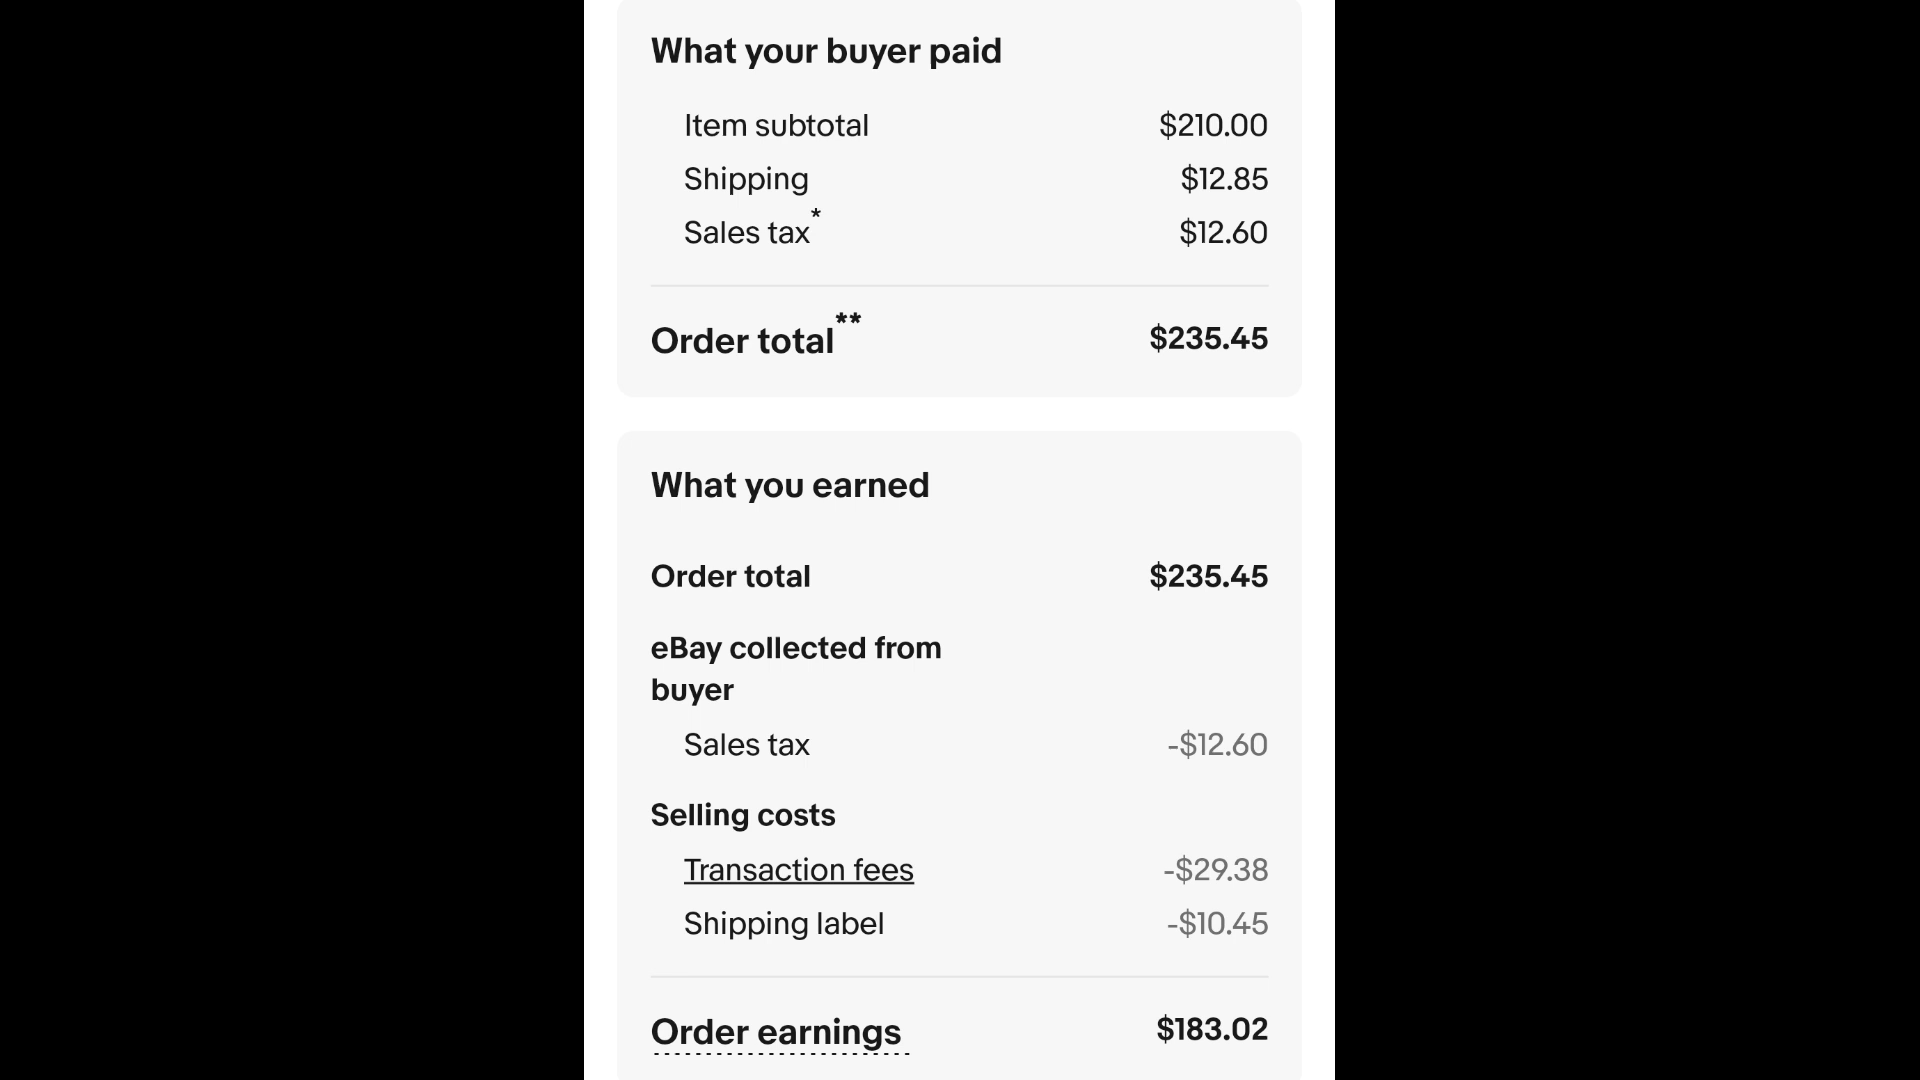 What your buyer paid
Item subtotal $210.00
Shipping $12.85
Sales tax* $12.60
Order total** $235.45
What you earned
Order total $235.45
eBay collected from
buyer
Sales tax -$12.60
Selling costs
Transaction fees -$29.38
Shipping label -$10.45
Order earnings $183.02